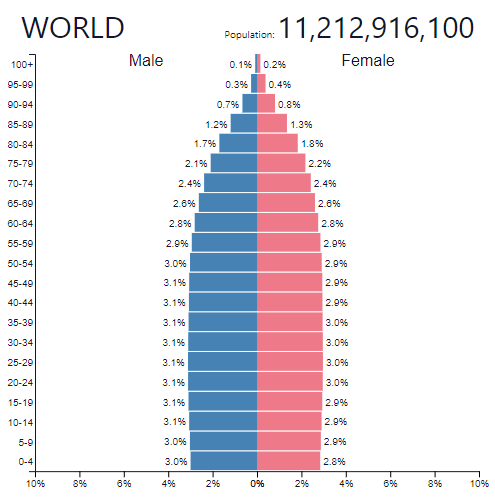 WORLD
Population: 11,212,916,100
Male Female
100+ 0.1% 0.2%
95-99 0.3% 0.4%
90-94 0.7% 0.8%
85-89 1.2% 1.3%
80-84 1.7% 1.8%
75-79 2.1% 2.2%
70-74 2.4% 2.4%
65-69 2.6% 2.6%
60-64 2.8% 2.8%
55-59 2.9% 2.9%
50-54 3.0% 2.9%
45-49 3.1% 2.9%
40-44 3.1% 2.9%
35-39 3.1% 3.0%
30-34 3.1% 3.0%
25-29 3.1% 3.0%
20-24 3.1% 3.0%
15-19 3.1% 2.9%
10-14 3.1% 2.9%
5-9 3.0% 2.9%
0-4 3.0% 2.8%
10% 8% 6% 4% 2% 0% 2% 4% 6% 8% 10%